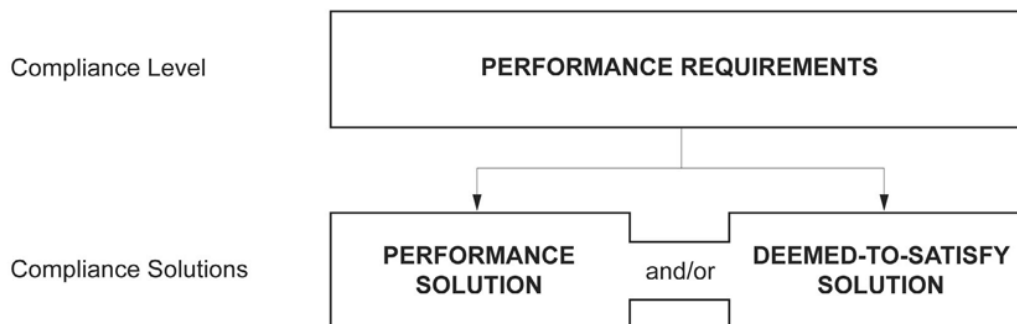 Compliance Level
PERFORMANCE REQUIREMENTS
Compliance Solutions
PERFORMANCE
SOLUTION
and/or
DEEMED-TO-SATISFY
SOLUTION